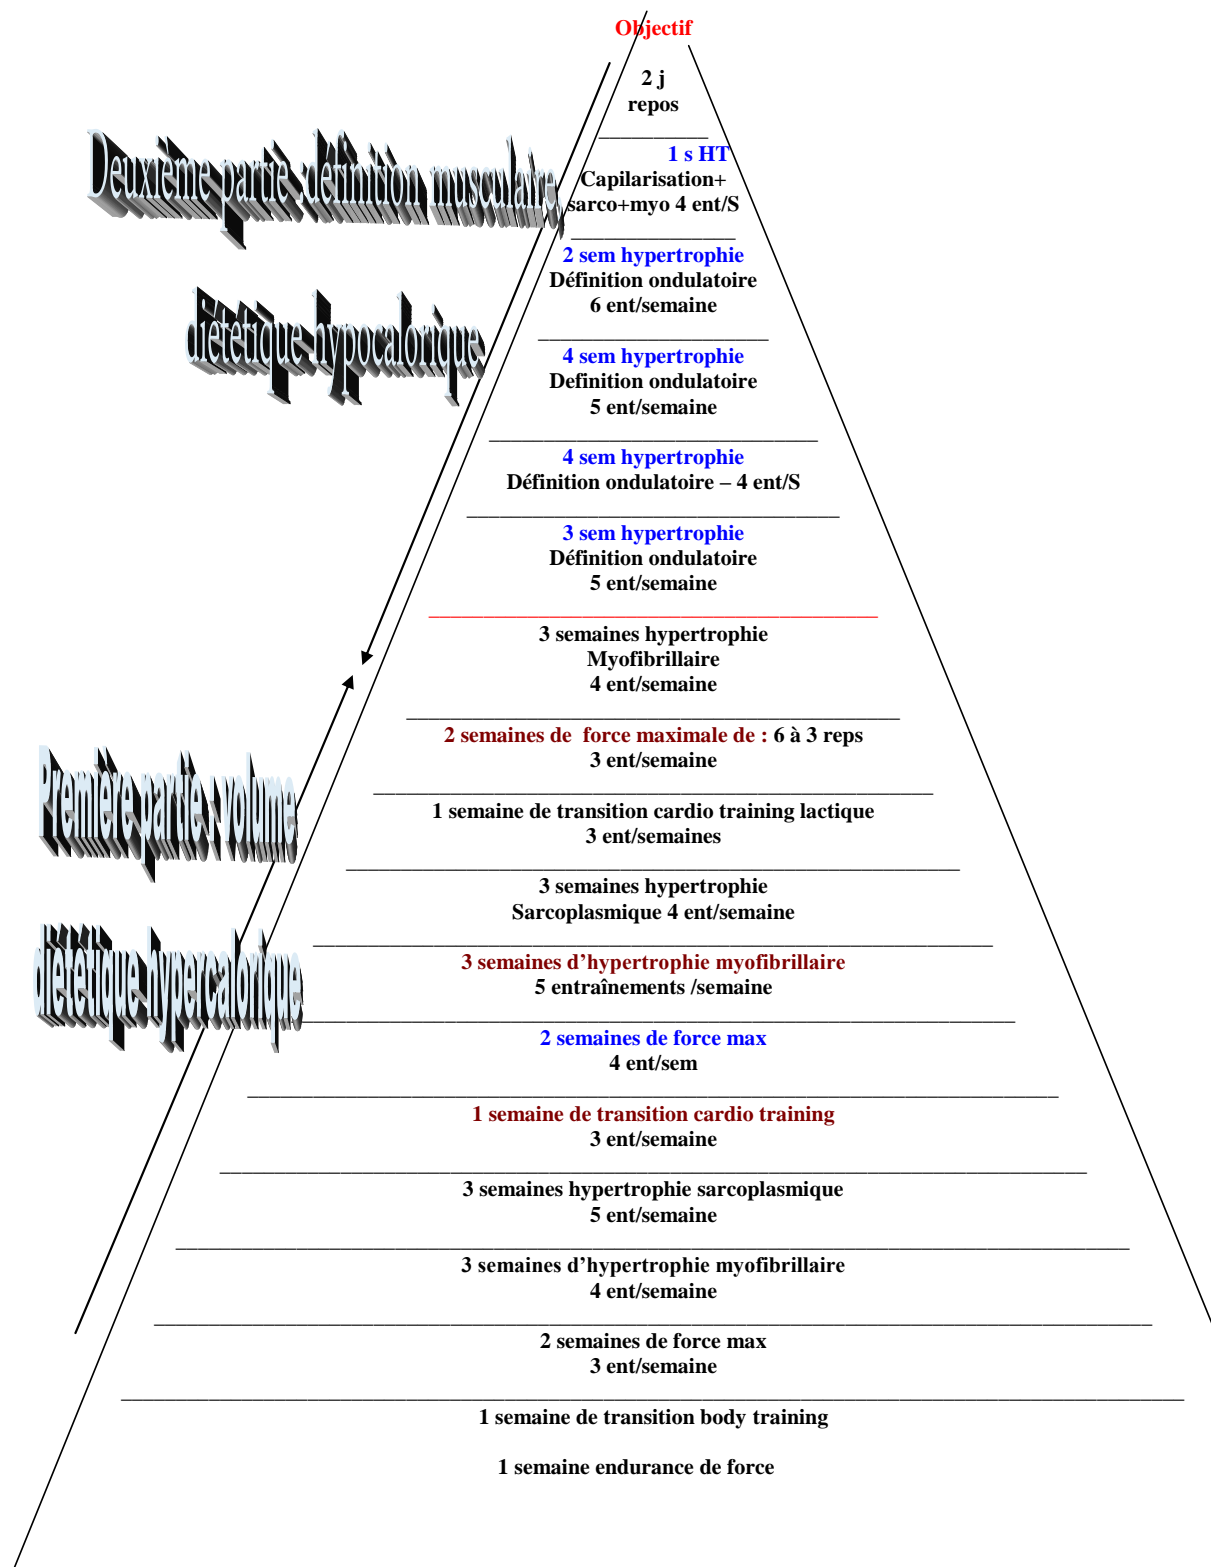 Objectif
2 j
repos
1 s HT
Capilarisation+
sarco+myo 4 ent/S
Deuxième partie :définition musculaire
2 sem hypertrophie
Définition ondulatoire
6 ent/semaine
diététique hypocalorique
4 sem hypertrophie
Definition ondulatoire
5 ent/semaine
4 sem hypertrophie
Définition ondulatoire – 4 ent/S
3 sem hypertrophie
Définition ondulatoire
5 ent/semaine
3 semaines hypertrophie
Myofibrillaire
4 ent/semaine
2 semaines de force maximale de : 6 à 3 reps
3 ent/semaine
Première partie : volume
1 semaine de transition cardio training lactique
3 ent/semaines
3 semaines hypertrophie
Sarcoplasmique 4 ent/semaine
diététique hypercalorique
3 semaines d’hypertrophie myofibrillaire
5 entraînements /semaine
2 semaines de force max
4 ent/sem
1 semaine de transition cardio training
3 ent/semaine
3 semaines hypertrophie sarcoplasmique
5 ent/semaine
3 semaines d’hypertrophie myofibrillaire
4 ent/semaine
2 semaines de force max
3 ent/semaine
1 semaine de transition body training
1 semaine endurance de force